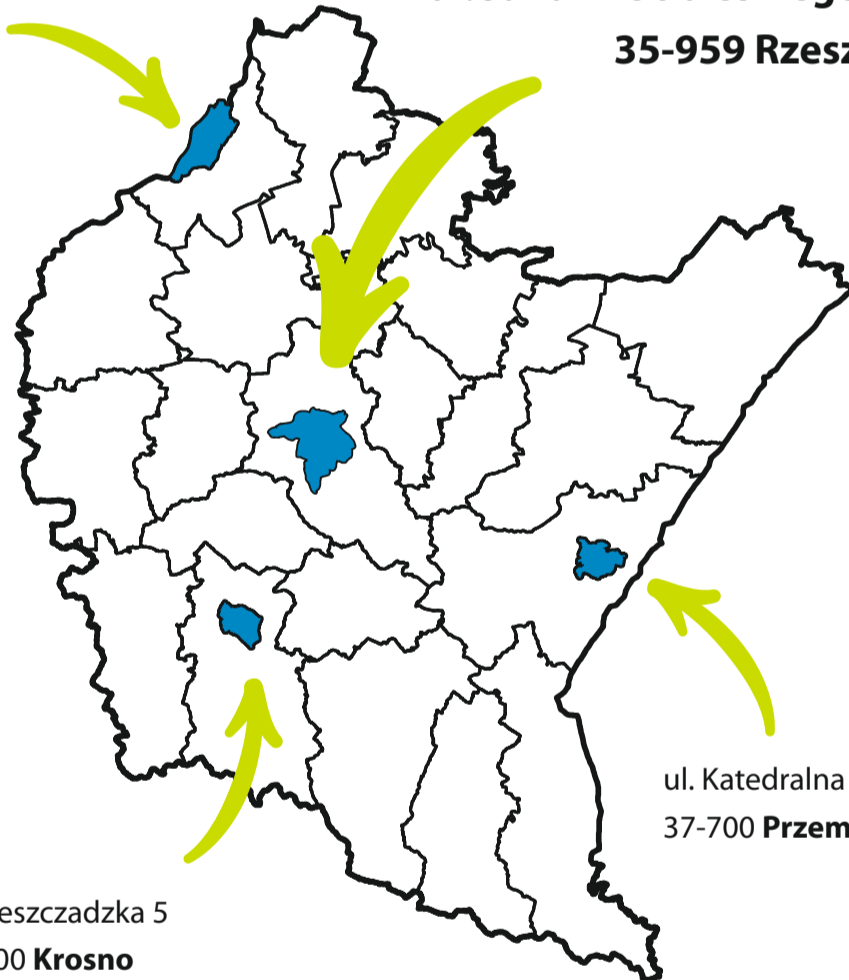 35-959 Rzesz
ul. Katedralna
37-700 Przem
eszczadzka 5
00 Krosno